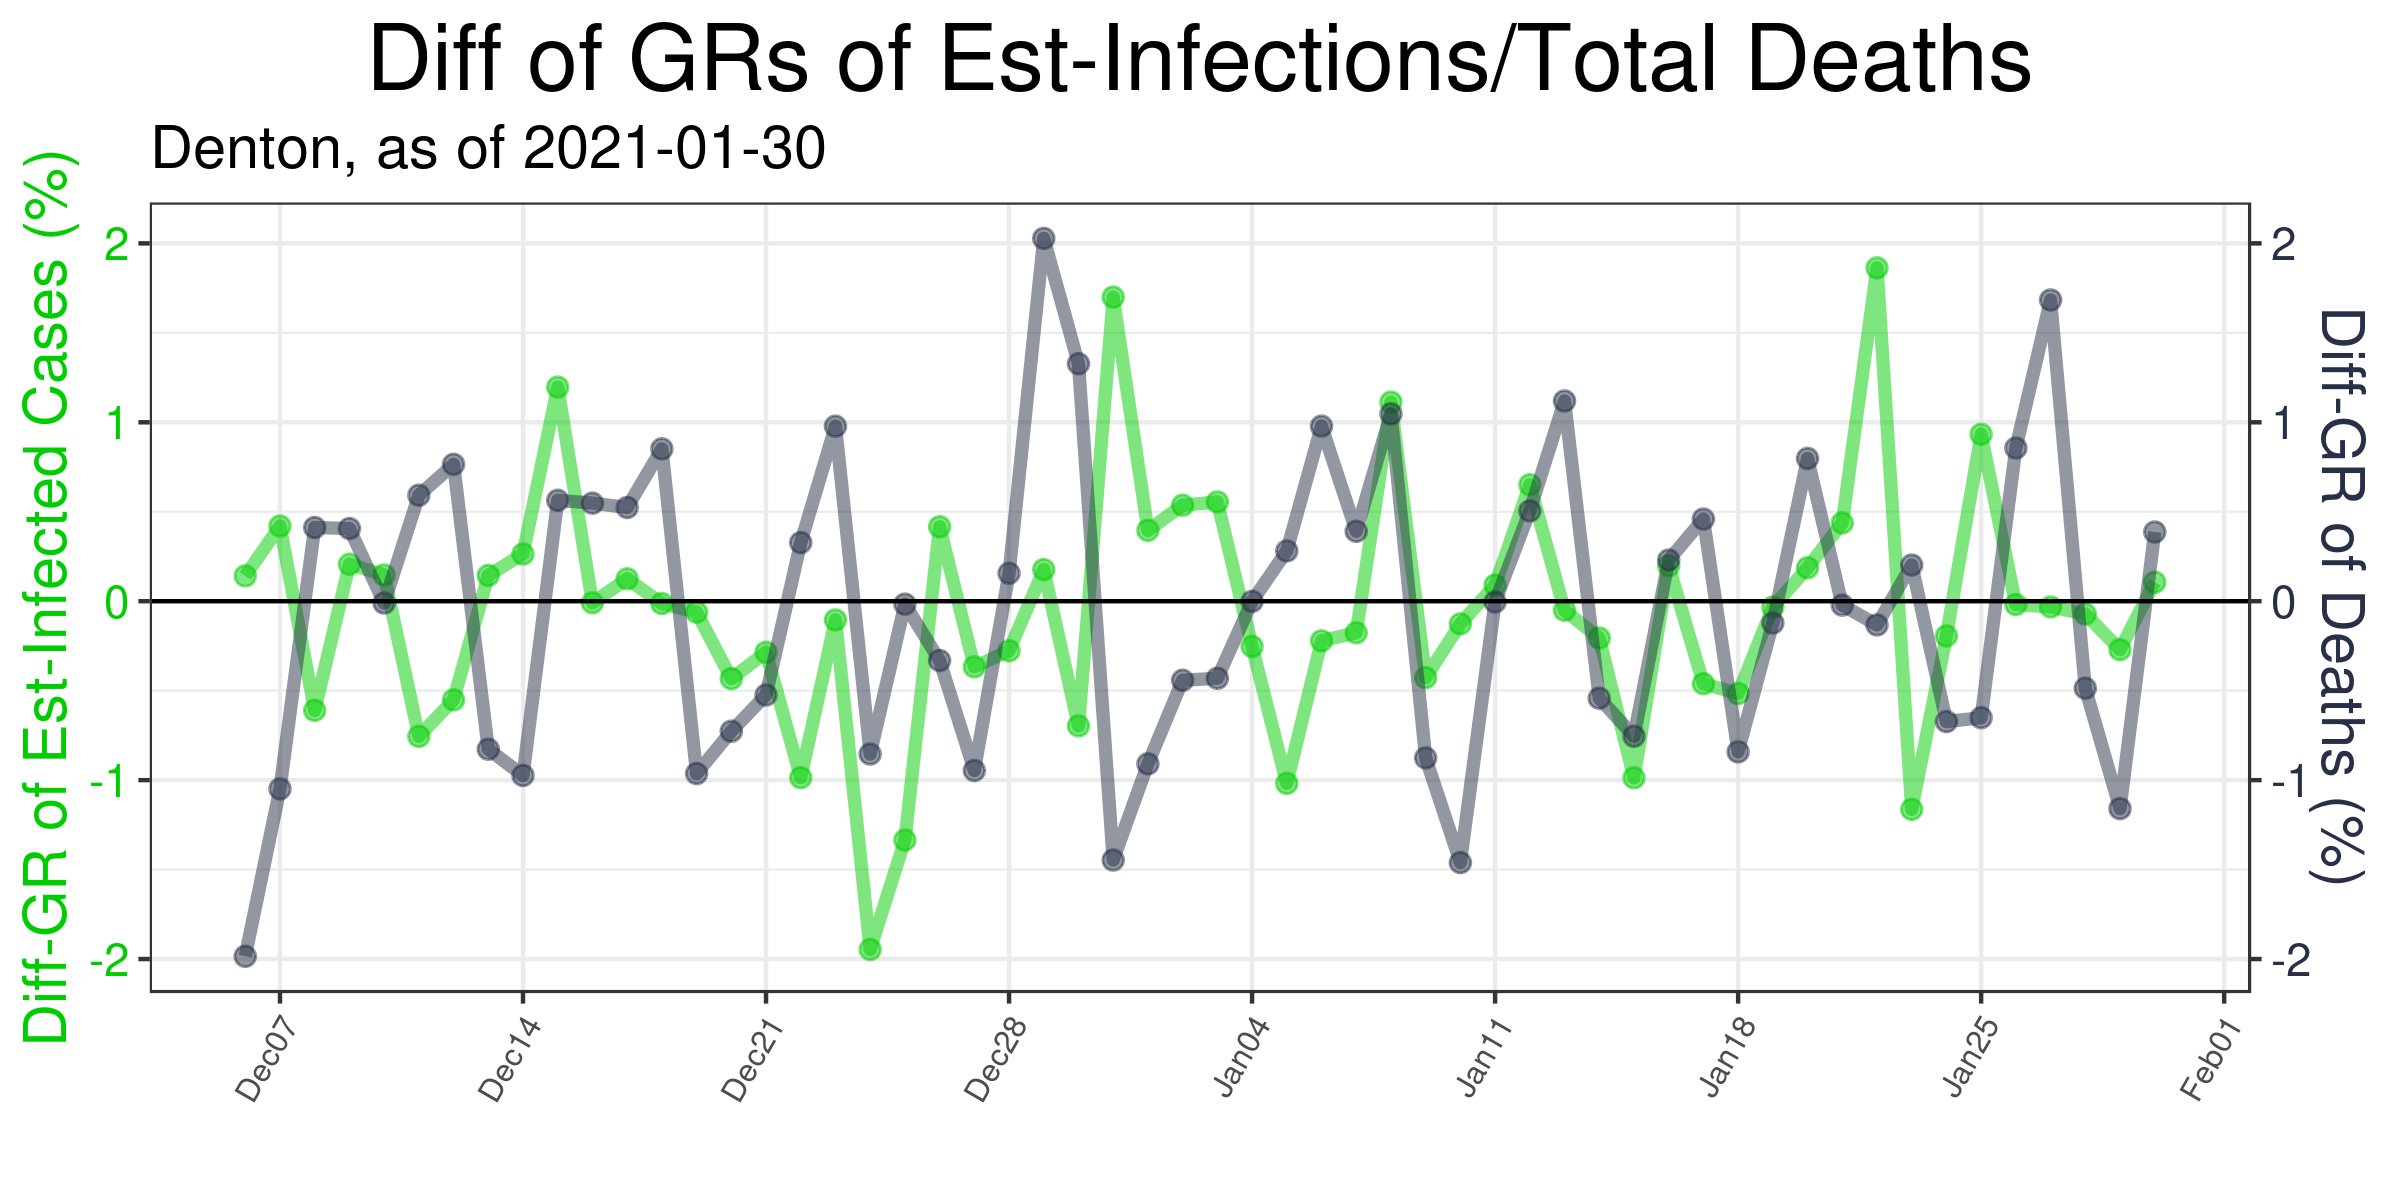 Diff of GRs of Est-Infections/Total Deaths
Denton, as of 2021-01-30
Diff-GR of Est-Infected Cases (%)
2
1
0
-1
-2
2
1
0
-1
-2
Diff-GR of Deaths (%)
Dec07
Dec14
Dec21
Dec28
Jan04
Jan11
Jan18
Jan25
Feb01